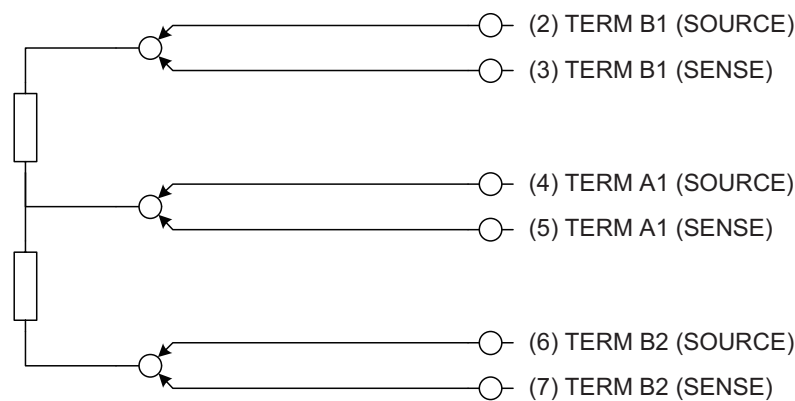 (2) TERM B1 (SOURCE)
(3) TERM B1 (SENSE)
(4) TERM A1 (SOURCE)
(5) TERM A1 (SENSE)
(6) TERM B2 (SOURCE)
(7) TERM B2 (SENSE)